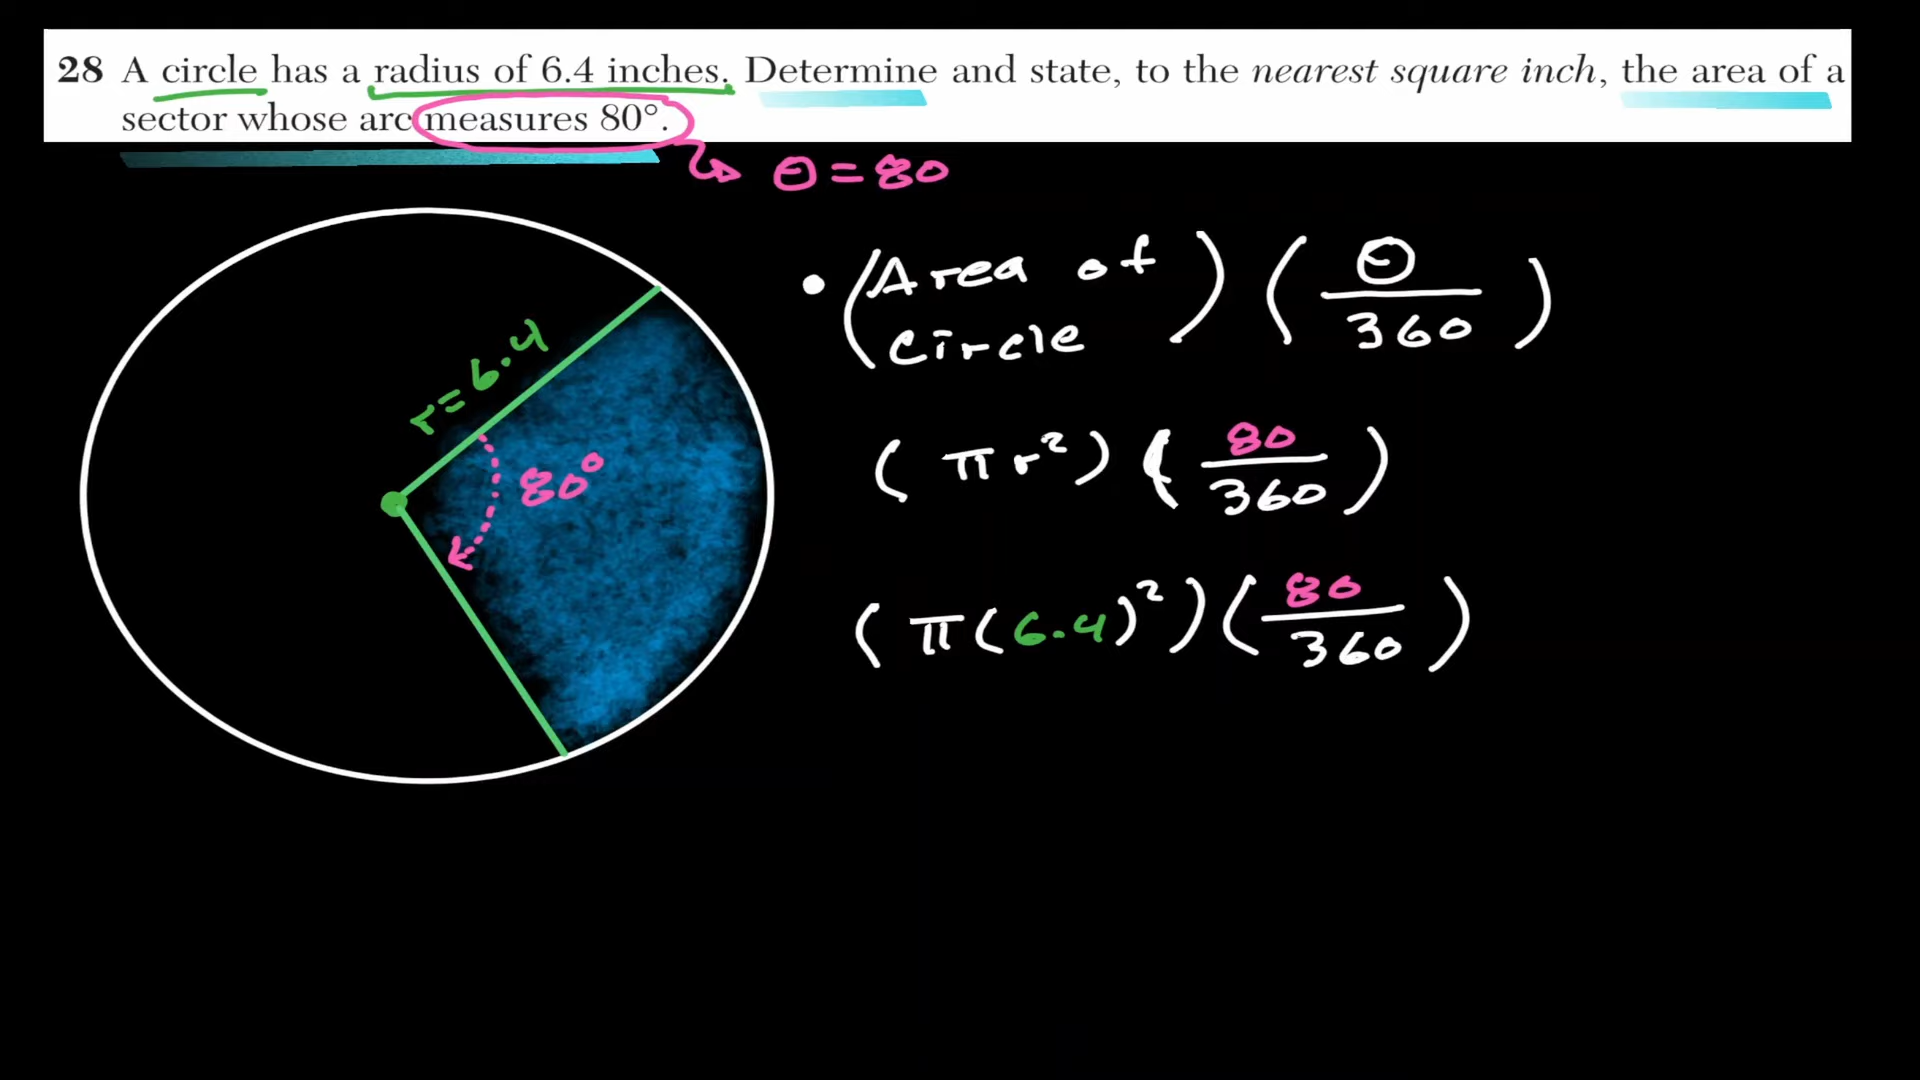 28 A circle has a radius of 6.4 inches. Determine and state, to the nearest square inch, the area of a
sector whose arc measures 80°.
θ = 80
• (Area of circle) (θ/360)
r = 6.4
80°
(πr²) (80/360)
(π(6.4)²) (80/360)